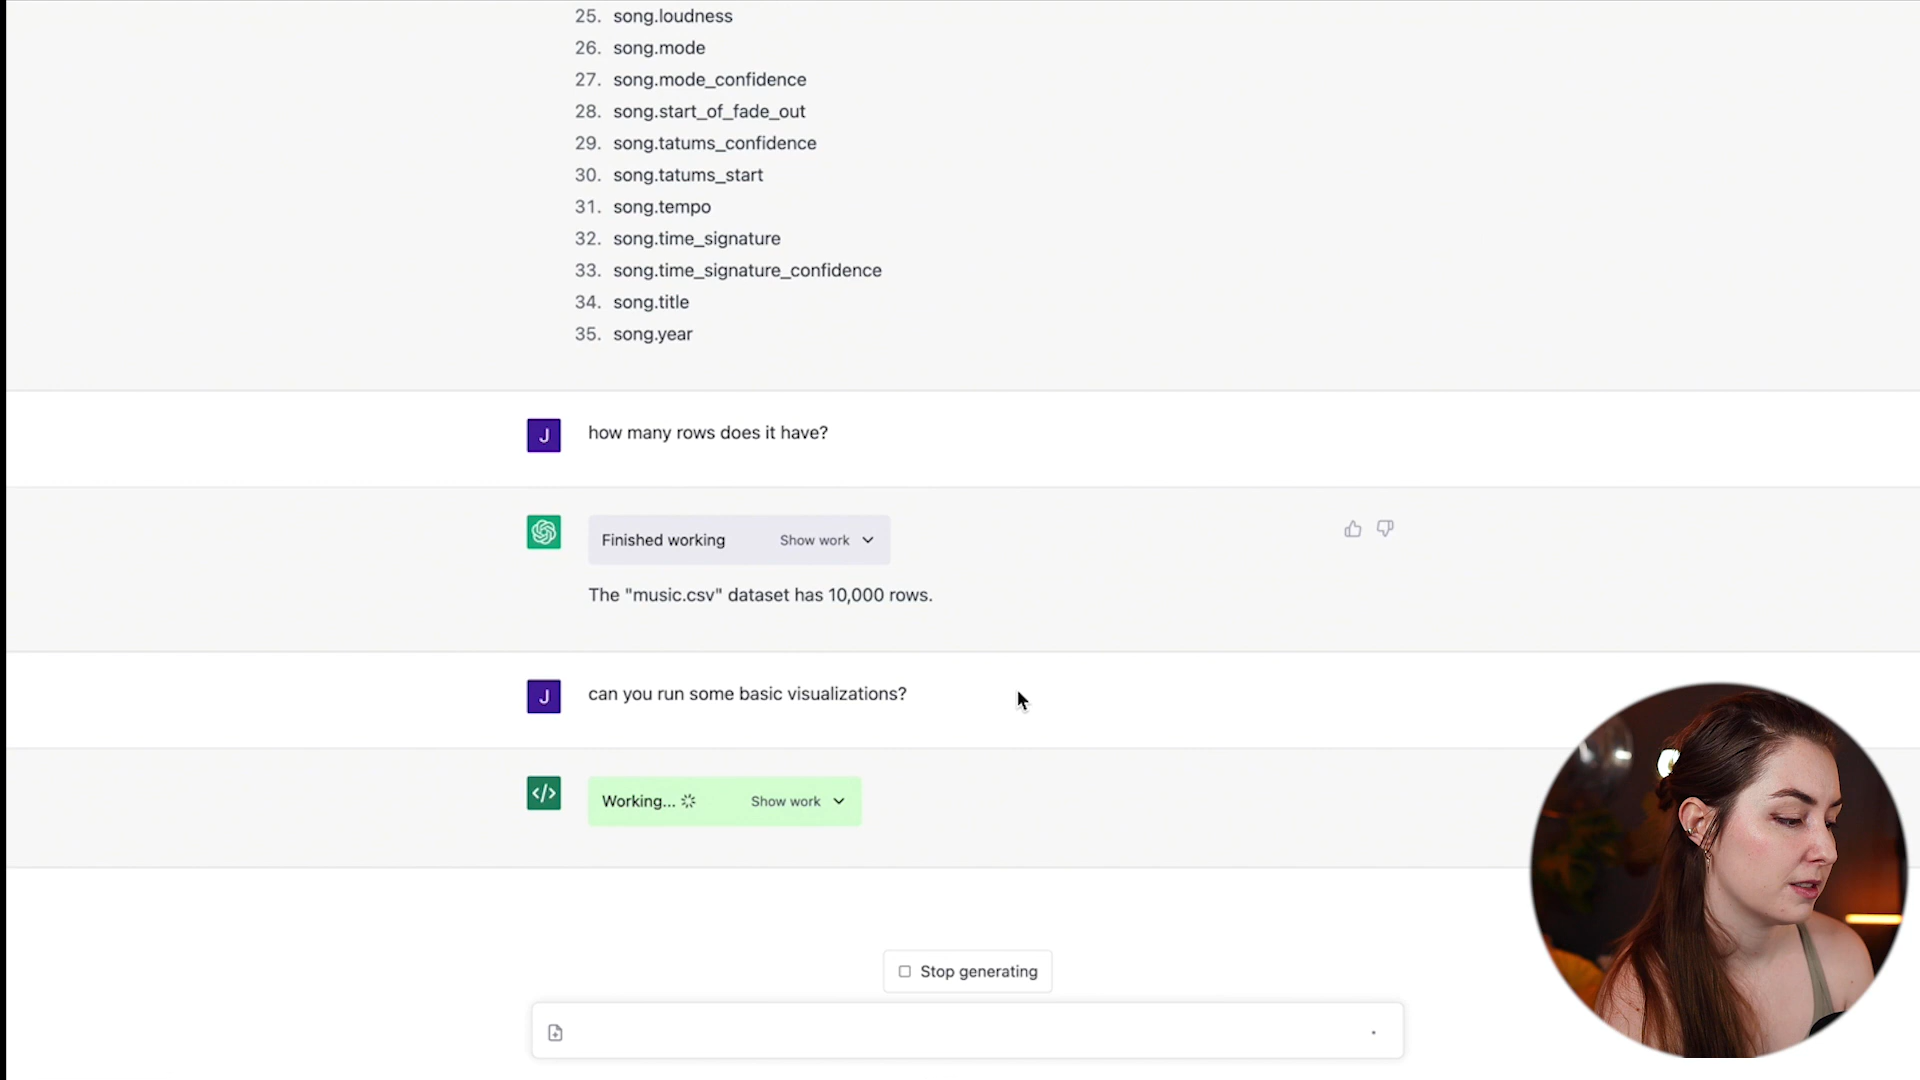 25. song.loudness
26. song.mode
27. song.mode_confidence
28. song.start_of_fade_out
29. song.tatums_confidence
30. song.tatums_start
31. song.tempo
32. song.time_signature
33. song.time_signature_confidence
34. song.title
35. song.year
J how many rows does it have?
Finished working Show work
The "music.csv" dataset has 10,000 rows.
J can you run some basic visualizations?
</> Working... Show work
Stop generating